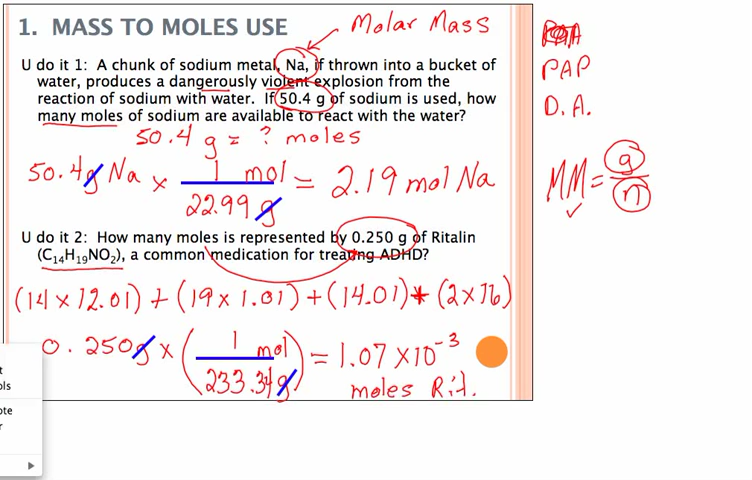 1. MASS TO MOLES USE
Molar Mass
U do it 1: A chunk of sodium metal, Na, if thrown into a bucket of
water, produces a dangerously violent explosion from the
reaction of sodium with water. If 50.4 g of sodium is used, how
many moles of sodium are available to react with the water?
50.4 g = ? moles
50.4g Na × 1 mol = 2.19 mol Na
22.99 g
U do it 2: How many moles is represented by 0.250 g of Ritalin
(C14H19NO2), a common medication for treating ADHD?
(14 × 12.01) + (19 × 1.01) + (14.01) + (2×16)
0.250g × ( 1 mol ) = 1.07 × 10⁻³
233.34g moles Rit.
PAP
D.A.
MM = g
n
t
ols
ote
r